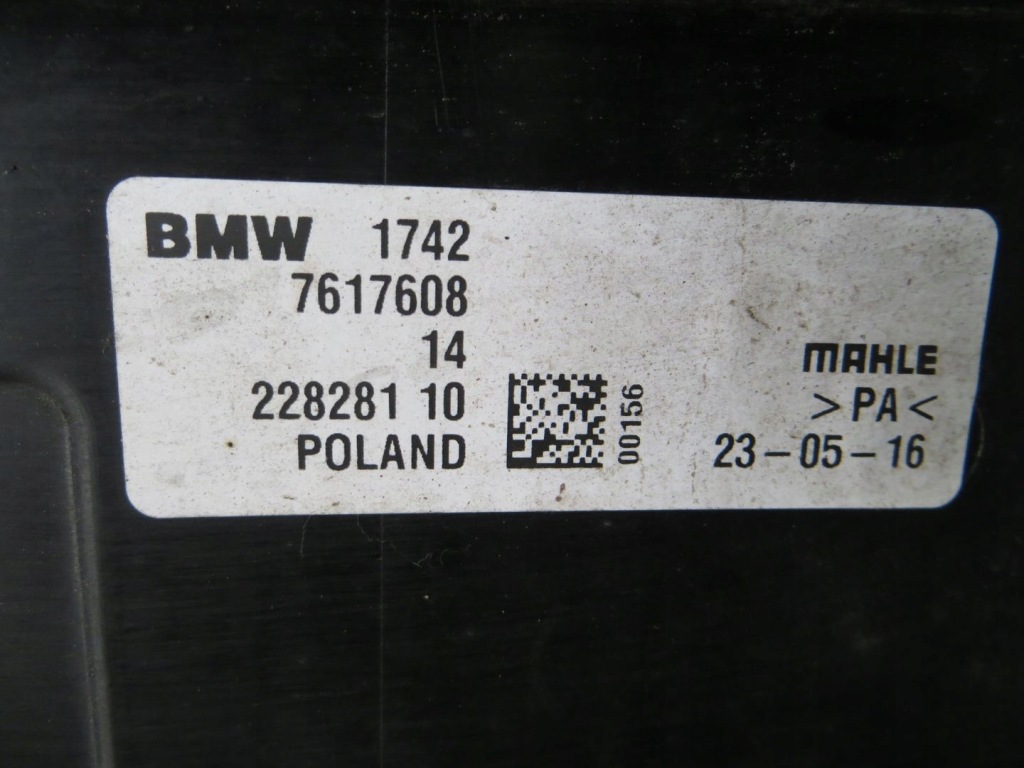 BMW 1742
7617608
14
228281 10
POLAND
00156
MAHLE
>PA<
23-05-16